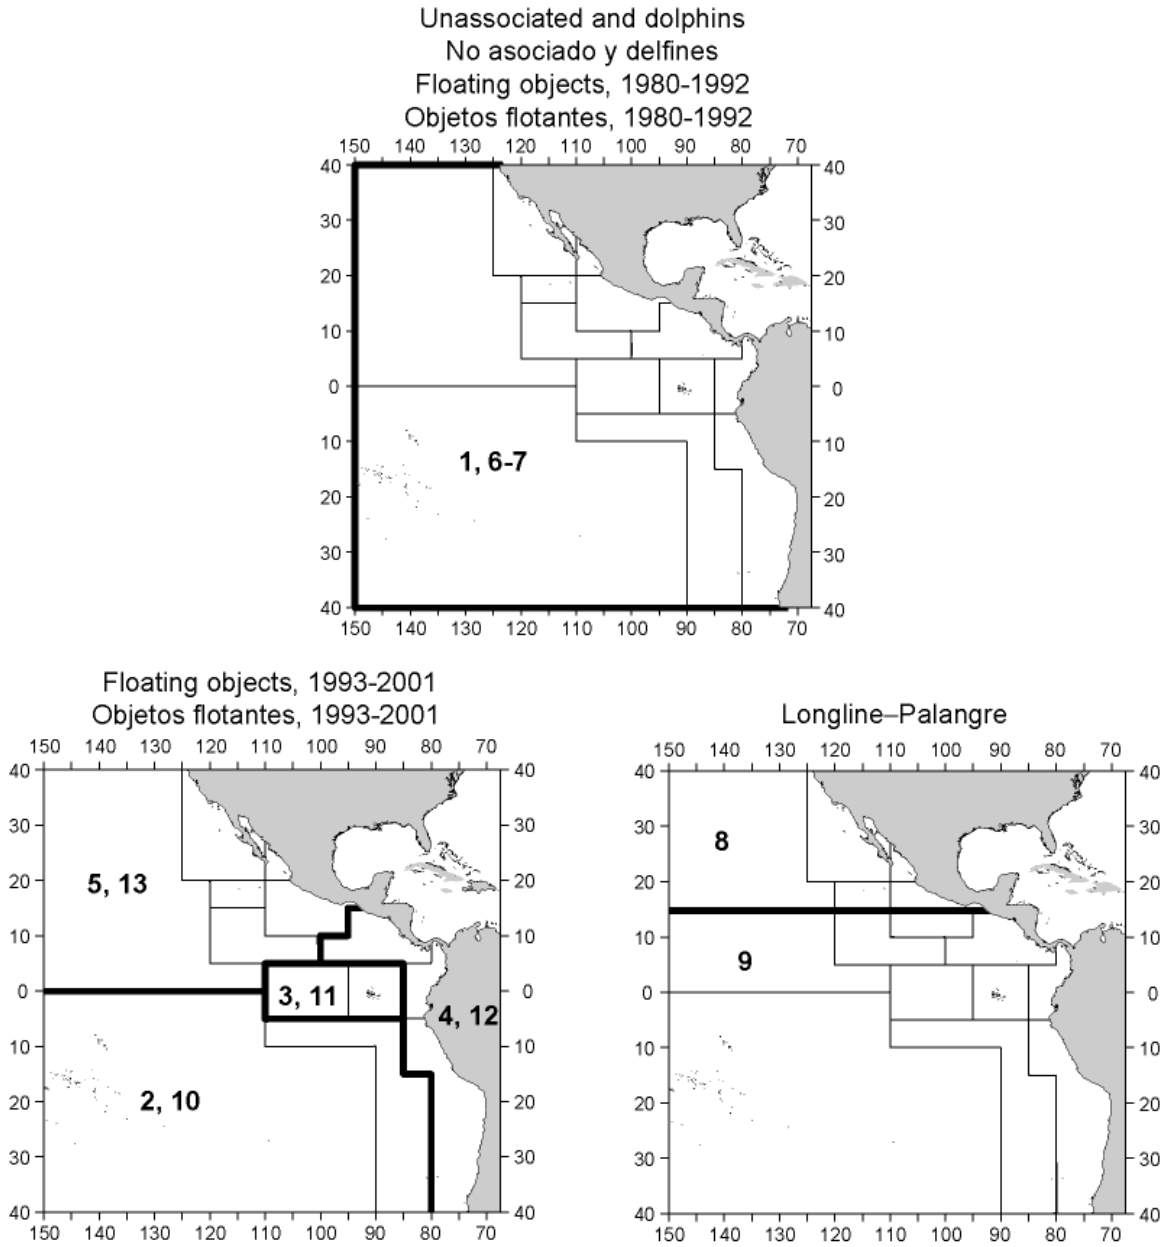 Unassociated and dolphins
No asociado y delfines
Floating objects, 1980-1992
Objetos flotantes, 1980-1992
150 140 130 120 110 100 90 80 70
40 40
30 30
20 20
10 10
0 0
10 10
1, 6-7
20 20
30 30
40 40
150 140 130 120 110 100 90 80 70
Floating objects, 1993-2001
Objetos flotantes, 1993-2001
150 140 130 120 110 100 90 80 70
40 40
30 30
5, 13
20 20
10 10
0 0
3, 11
4, 12
10 10
2, 10
20 20
30 30
40 40
150 140 130 120 110 100 90 80 70
Longline–Palangre
150 140 130 120 110 100 90 80 70
40 40
30 30
8
20 20
10 10
9
0 0
10 10
20 20
30 30
40 40
150 140 130 120 110 100 90 80 70